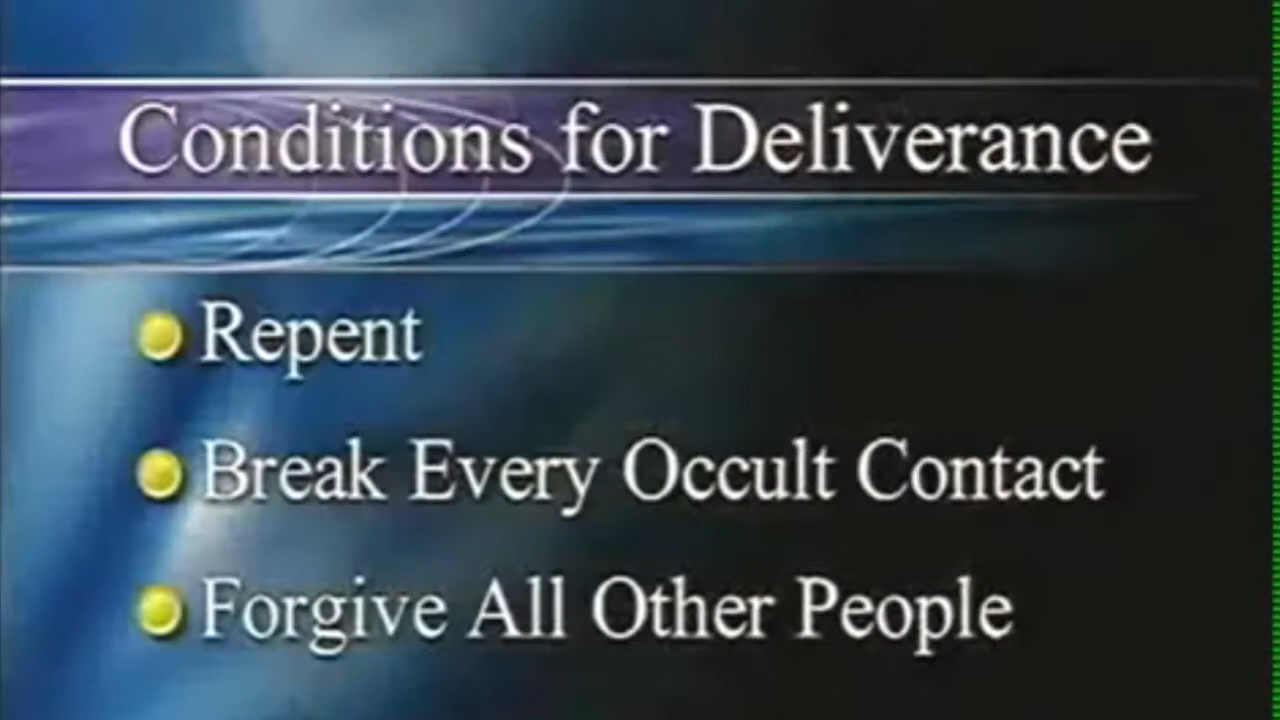 Conditions for Deliverance
Repent
Break Every Occult Contact
Forgive All Other People